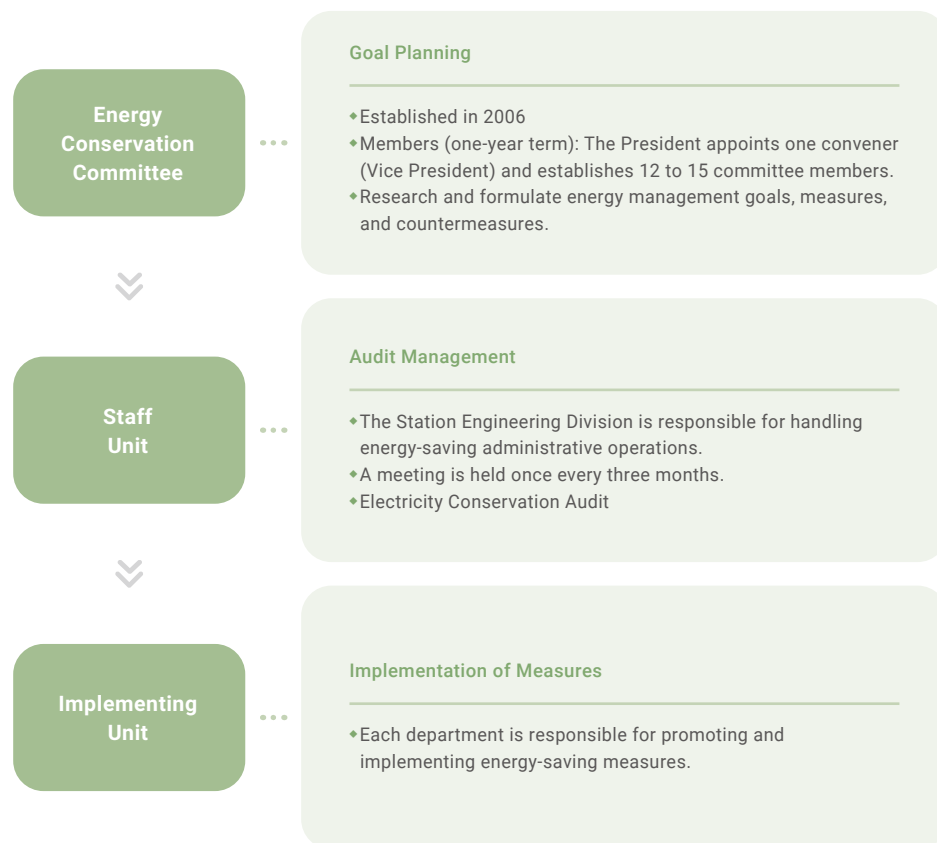 Energy
Conservation
Committee
Goal Planning
◆Established in 2006
◆Members (one-year term): The President appoints one convener
(Vice President) and establishes 12 to 15 committee members.
◆Research and formulate energy management goals, measures,
and countermeasures.
Staff
Unit
Audit Management
◆The Station Engineering Division is responsible for handling
energy-saving administrative operations.
◆A meeting is held once every three months.
◆Electricity Conservation Audit
Implementing
Unit
Implementation of Measures
◆Each department is responsible for promoting and
implementing energy-saving measures.